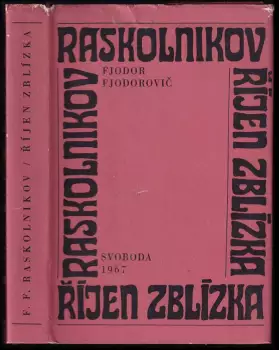 F. F. RASKOLNIKOV / ŘÍJEN ZBLÍZKA
RASKOLNIKOV
FJODOR
FJODOROVIČ
RASKOLNIKOV
ŘÍJEN ZBLÍZKA
SVOBODA
1967
ŘÍJEN ZBLÍZKA